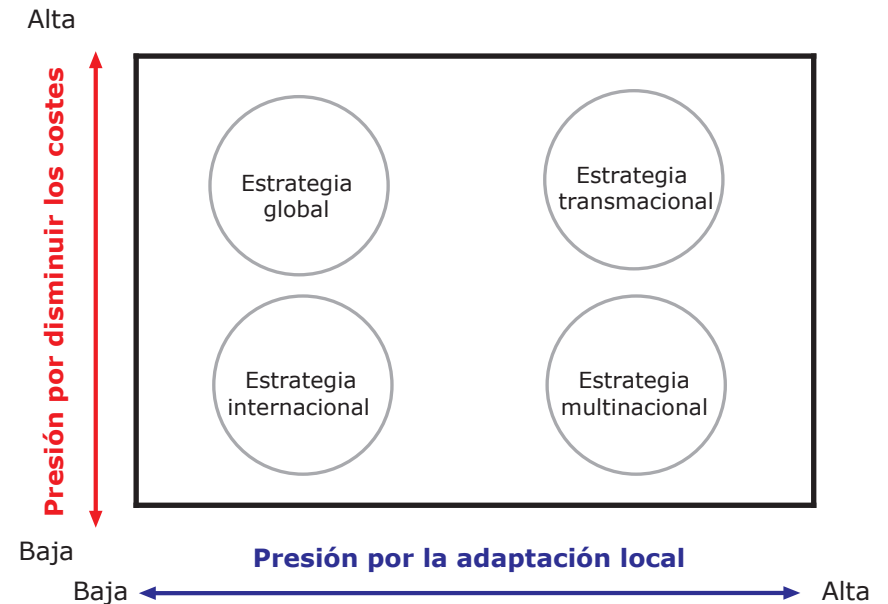 Alta
Presión por disminuir los costes
Estrategia
global
Estrategia
transmacional
Estrategia
internacional
Estrategia
multinacional
Baja
Presión por la adaptación local
Baja
Alta